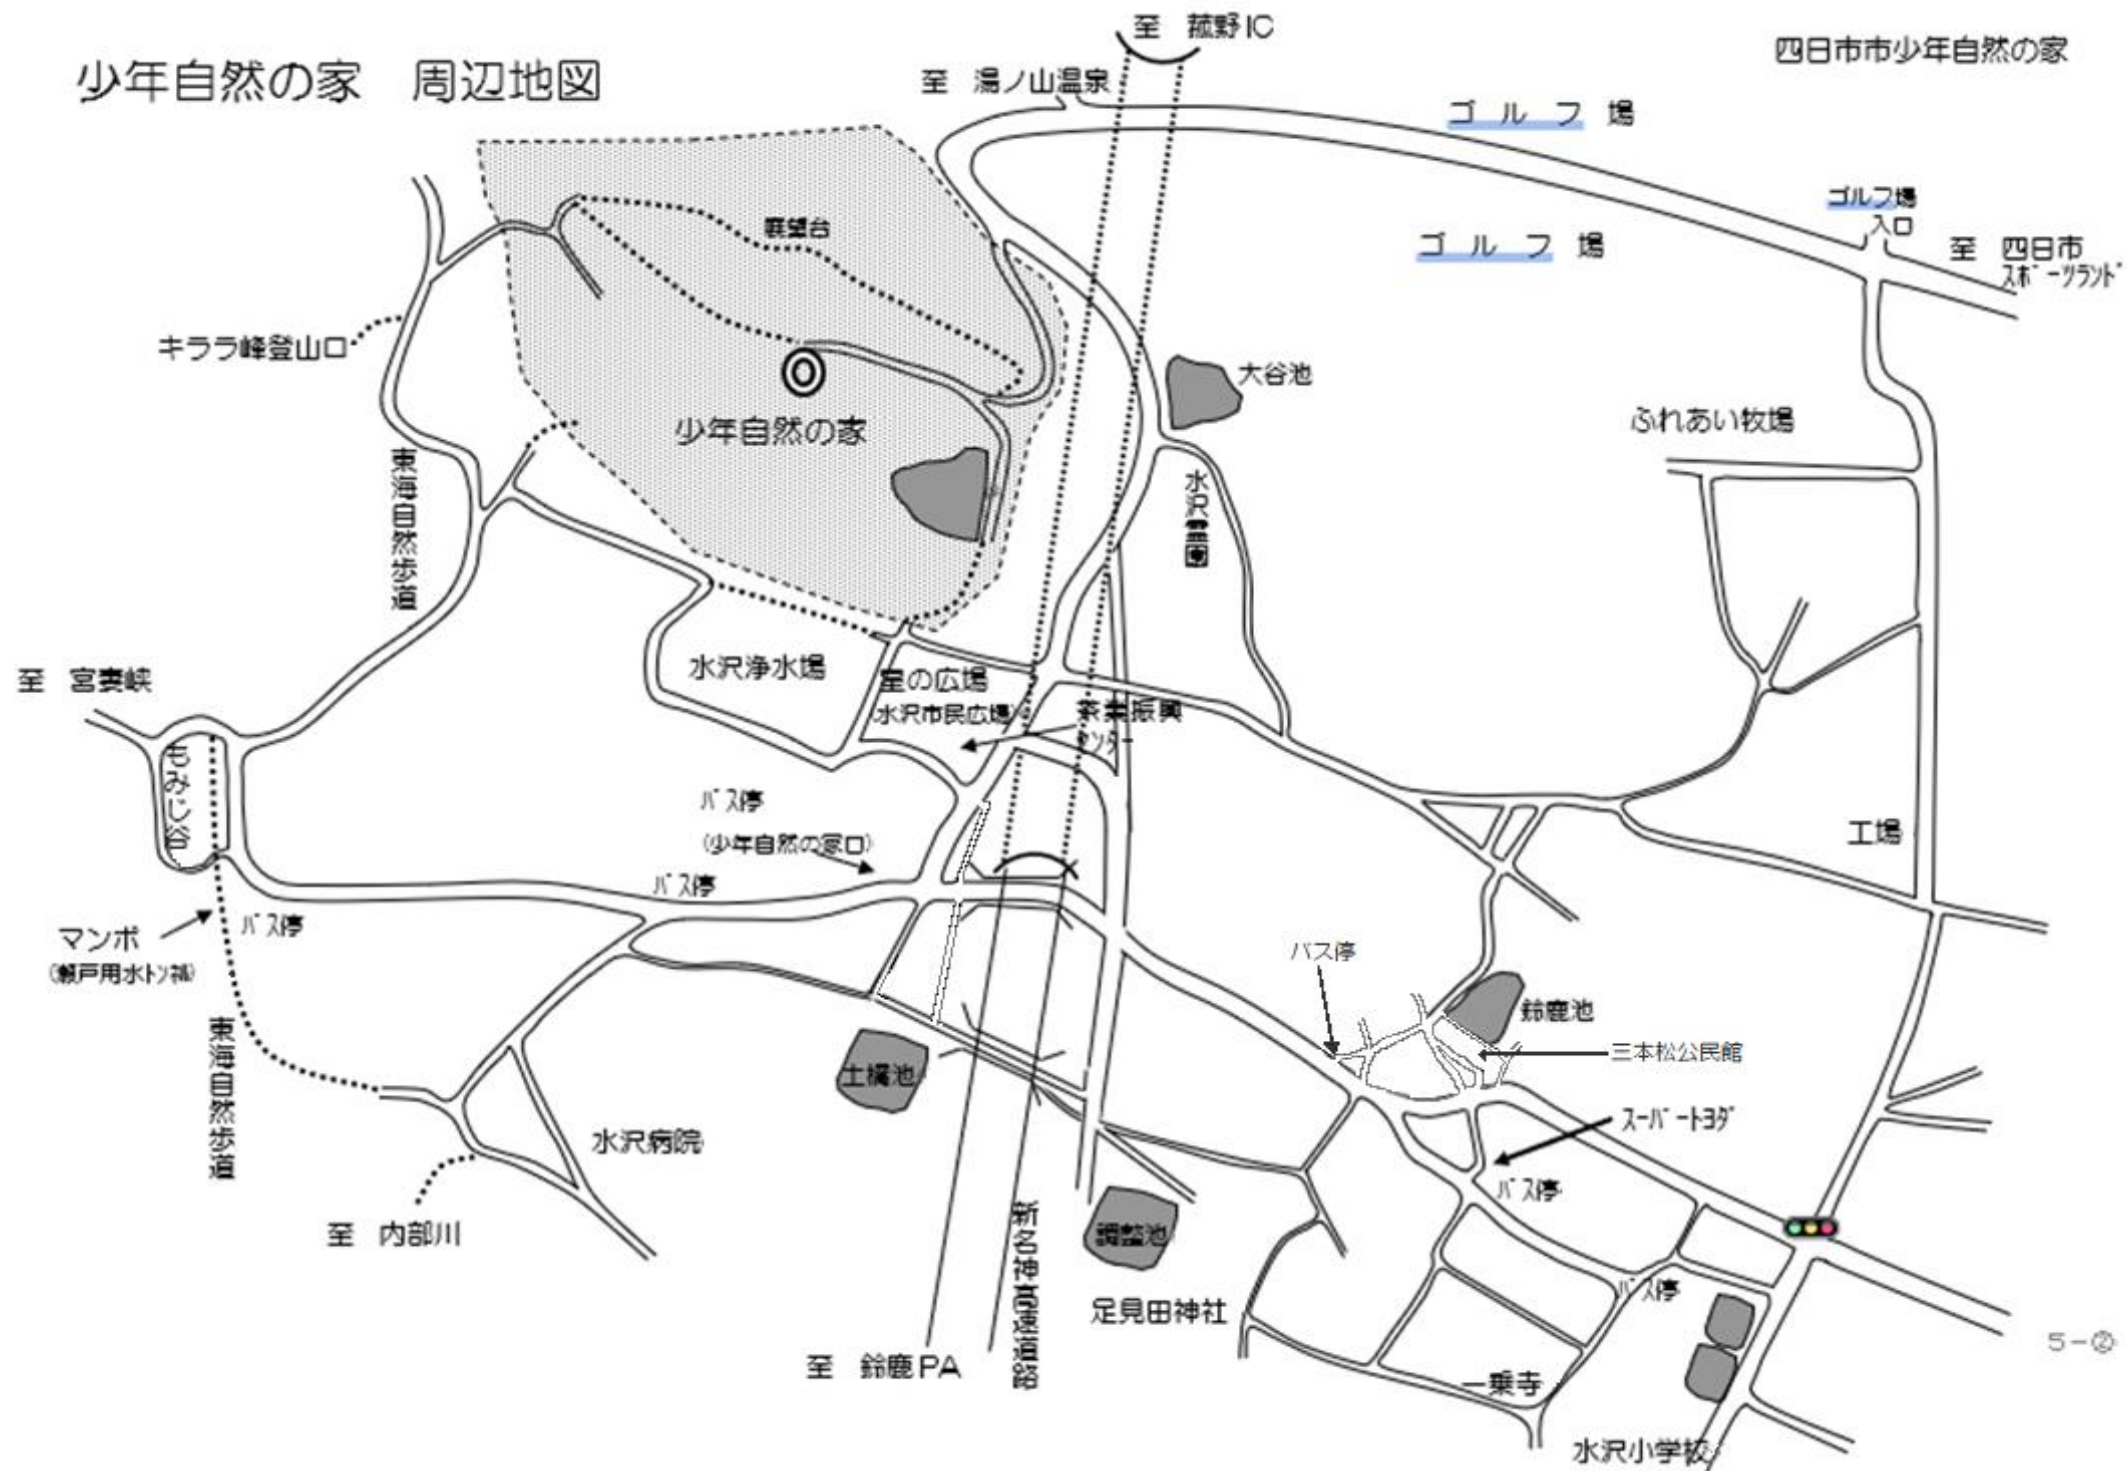 至 菰野IC
四日市市少年自然の家
少年自然の家 周辺地図
至 湯ノ山温泉
ゴルフ場
ゴルフ場
入口
ゴルフ場
至 四日市
スポーツランド
展望台
キララ峰登山口
大谷池
少年自然の家
ふれあい牧場
東海自然歩道
水沢霊園
水沢浄水場
星の広場
(水沢市民広場)
茶業振興
センター
至 宮妻峡
もみじ谷
バス停
(少年自然の家口)
バス停
バス停
マンボ
(瀬戸用水トンネル)
工場
バス停
鈴鹿池
三本松公民館
東海自然歩道
土橋池
スーパートヨダ
水沢病院
バス停
至 内部川
新名神高速道路
調整池
足見田神社
バス停
至 鈴鹿PA
一乗寺
水沢小学校
5-②